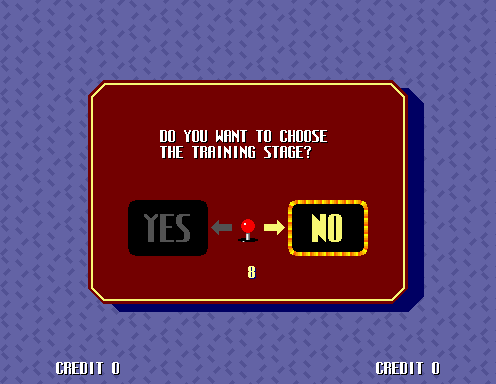 DO YOU WANT TO CHOOSE
THE TRAINING STAGE?
YES NO
8
CREDIT 0 CREDIT 0